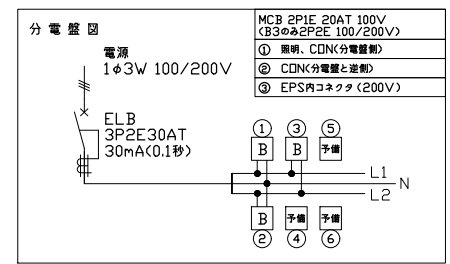 分電盤図
MCB 2P1E 20AT 100V
(B3のみ2P2E 100/200V)
① 照明、CON(分電盤側)
② CON(分電盤と逆側)
③ EPS内コネクタ(200V)
電源
1φ3W 100/200V
ELB
3P2E30AT
30mA(0.1秒)
① ③ ⑤
B B 予備
L1
N
L2
B 予備 予備
② ④ ⑥